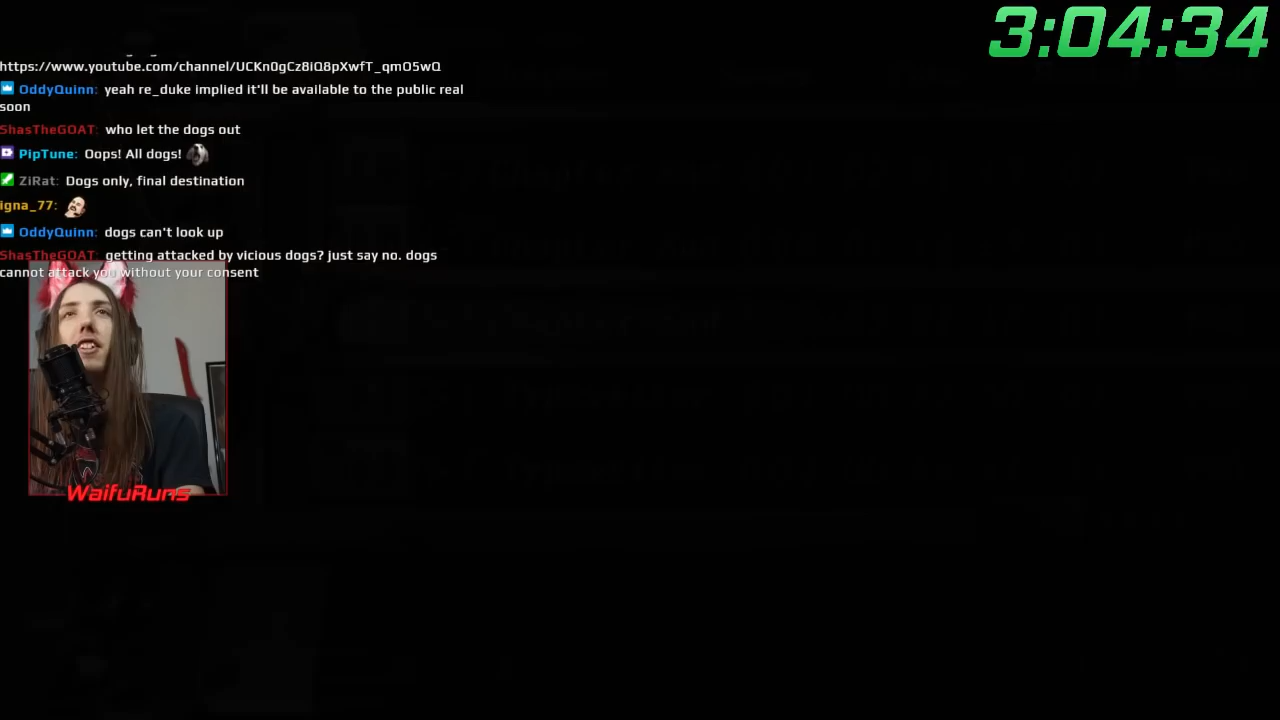 3:04:34
https://www.youtube.com/channel/UCKn0gCz8iQ8pXwfT_qmO5wQ
OddyQuinn: yeah re_duke implied it'll be available to the public real
soon
ShasTheGOAT: who let the dogs out
PipTune: Oops! All dogs!
ZiRat: Dogs only, final destination
igna_77:
OddyQuinn: dogs can't look up
ShasTheGOAT: getting attacked by vicious dogs? just say no. dogs
cannot attack you without your consent
WaifuRuns